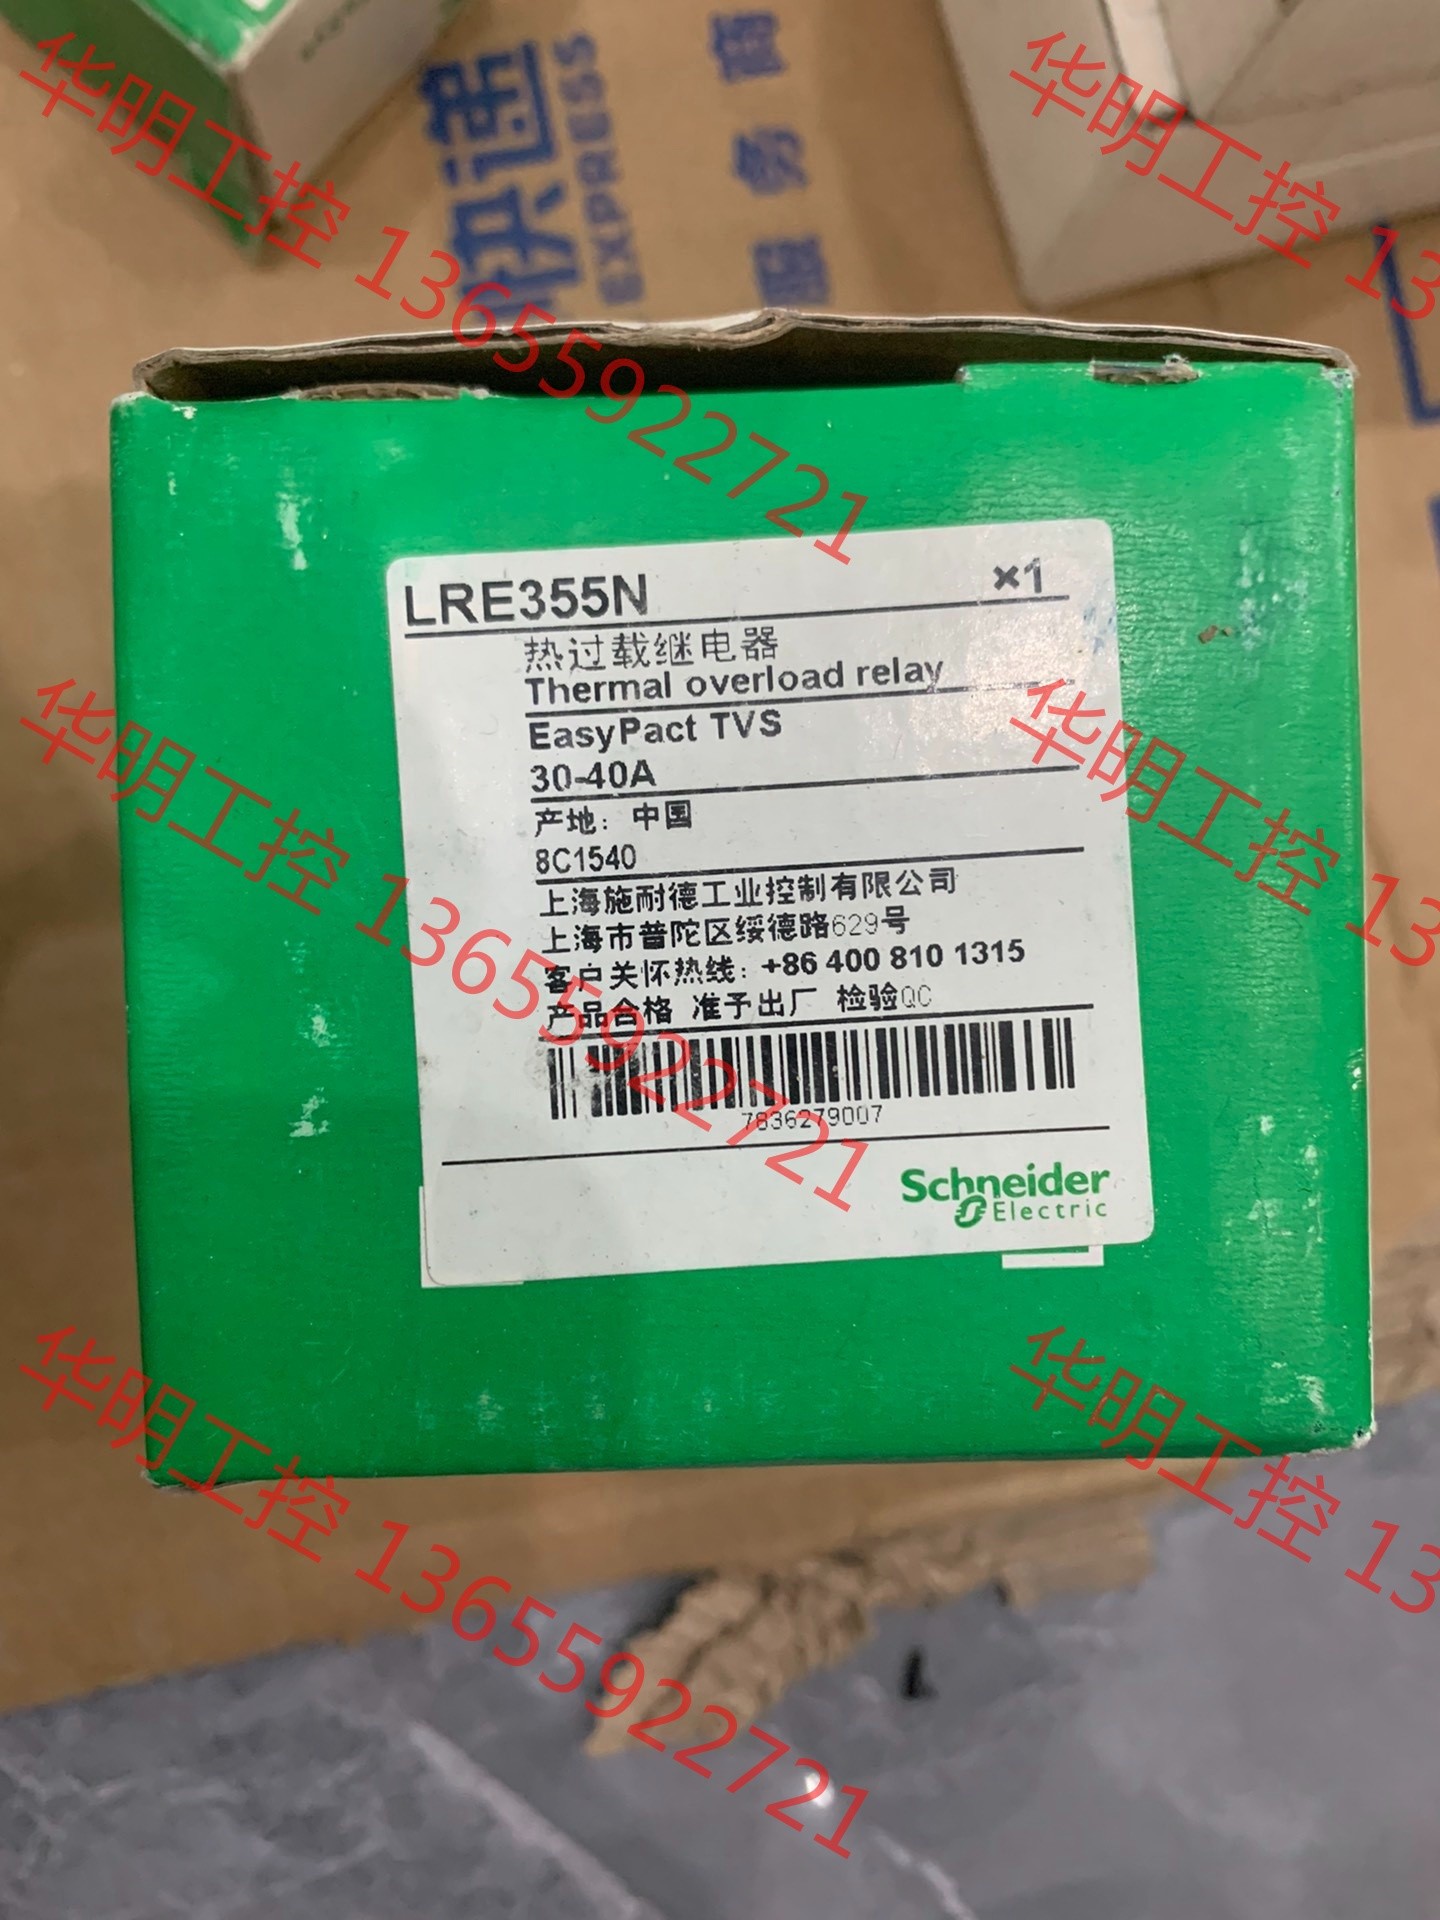 快递
EXPRESS
服务商
LRE355N ×1
热过载继电器
Thermal overload relay
EasyPact TVS
30-40A
产地：中国
8C1540
上海施耐德工业控制有限公司
上海市普陀区绥德路629号
客户关怀热线：+86 400 810 1315
产品合格 准予出厂 检验QC
7836279007
Schneider
Electric
华明工控 13655922721
华明工控 13
华明工控 13655922721
华明工控 13
华明工控 13655922721
华明工控 13